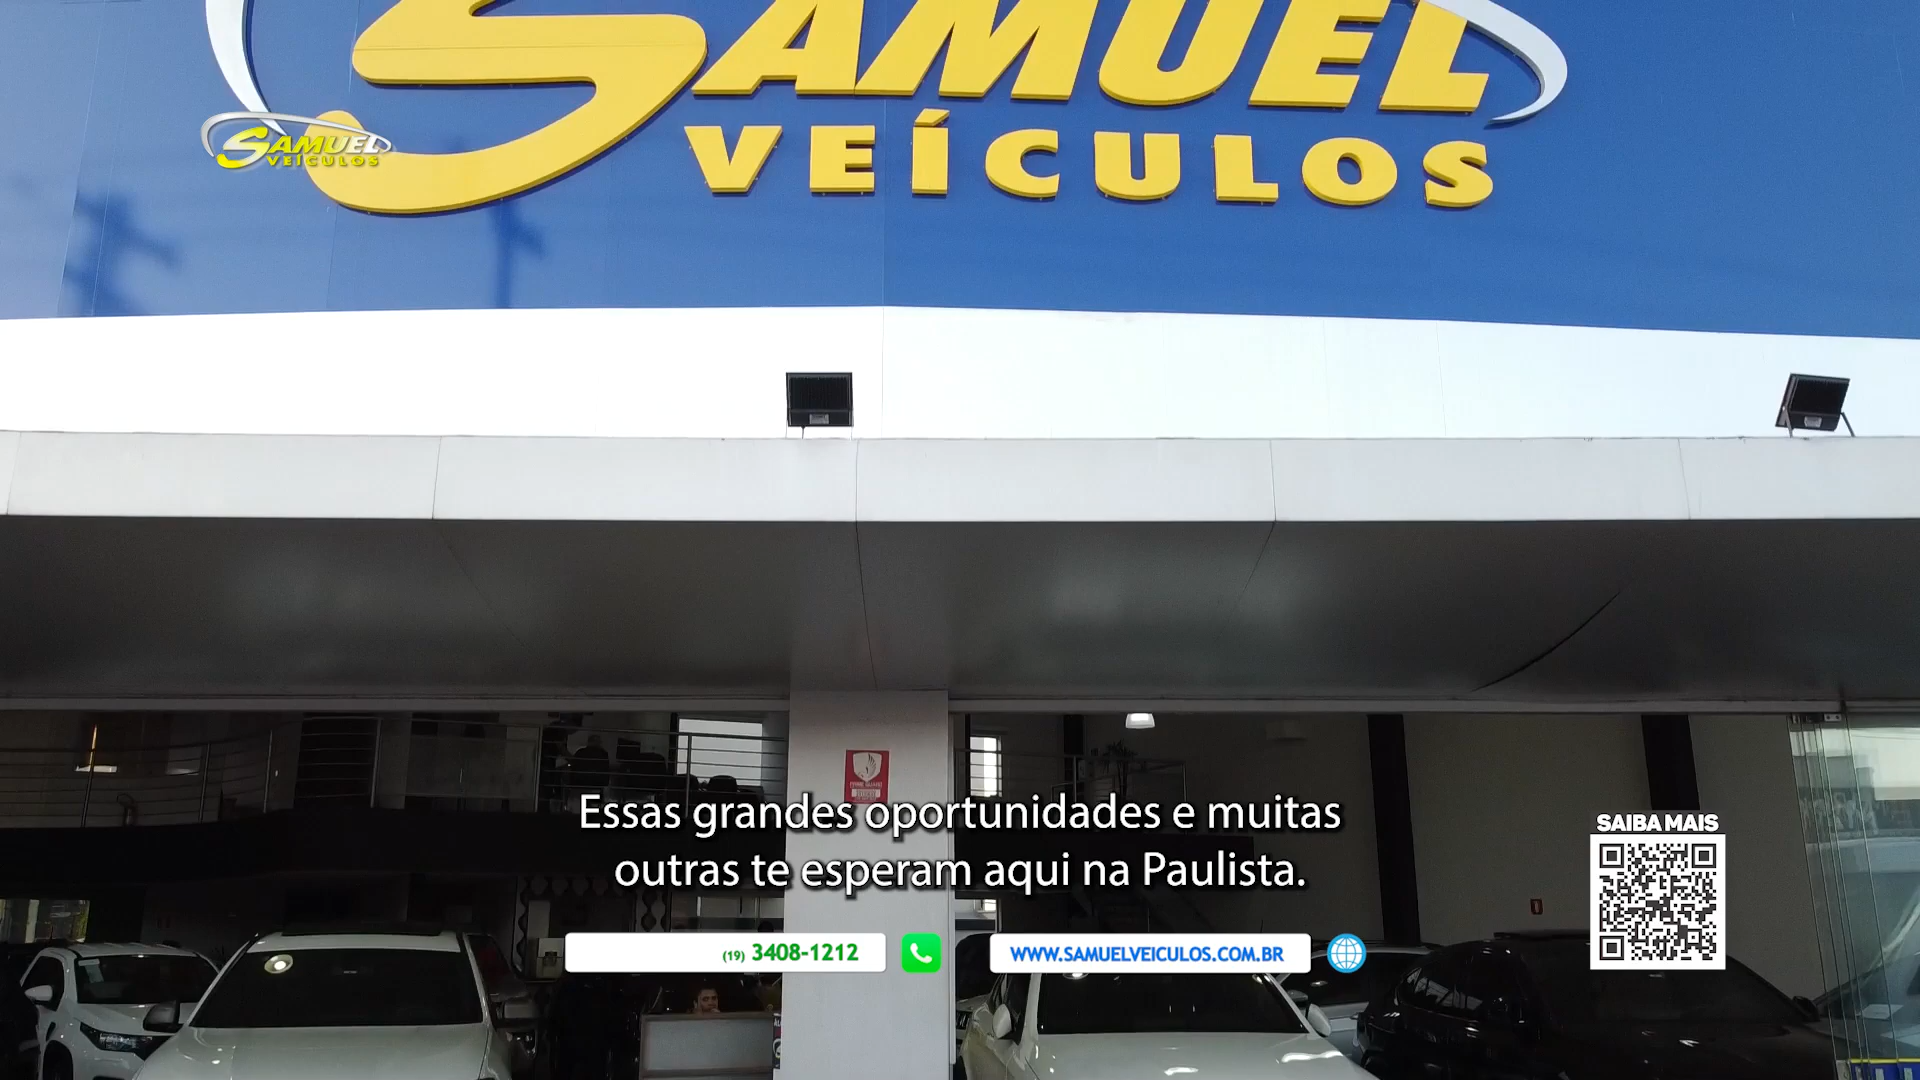 SAMUEL
VEÍCULOS
SAMUEL
VEÍCULOS
Essas grandes oportunidades e muitas
outras te esperam aqui na Paulista.
SAIBA MAIS
(19) 3408-1212
WWW.SAMUELVEICULOS.COM.BR